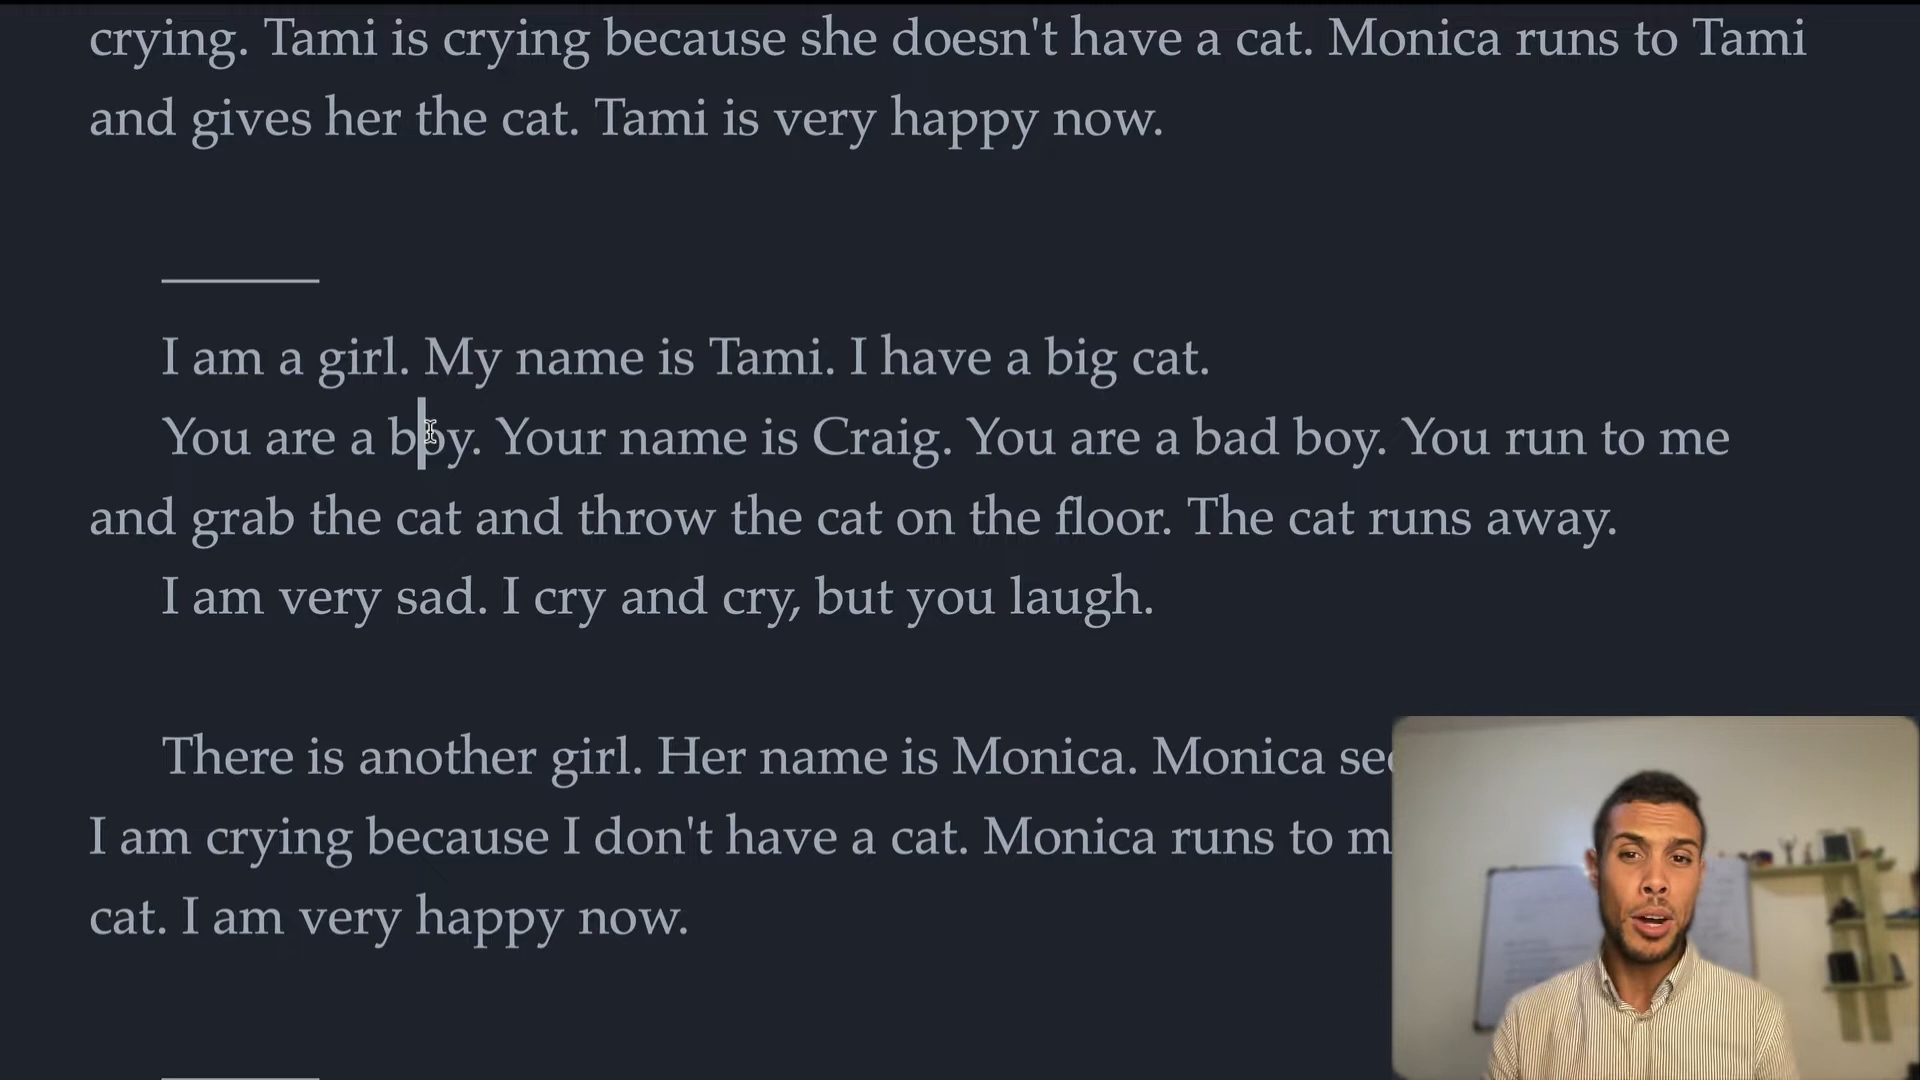 crying. Tami is crying because she doesn't have a cat. Monica runs to Tami
and gives her the cat. Tami is very happy now.
I am a girl. My name is Tami. I have a big cat.
You are a boy. Your name is Craig. You are a bad boy. You run to me
and grab the cat and throw the cat on the floor. The cat runs away.
I am very sad. I cry and cry, but you laugh.
There is another girl. Her name is Monica. Monica
I am crying because I don't have a cat. Monica runs to
cat. I am very happy now.